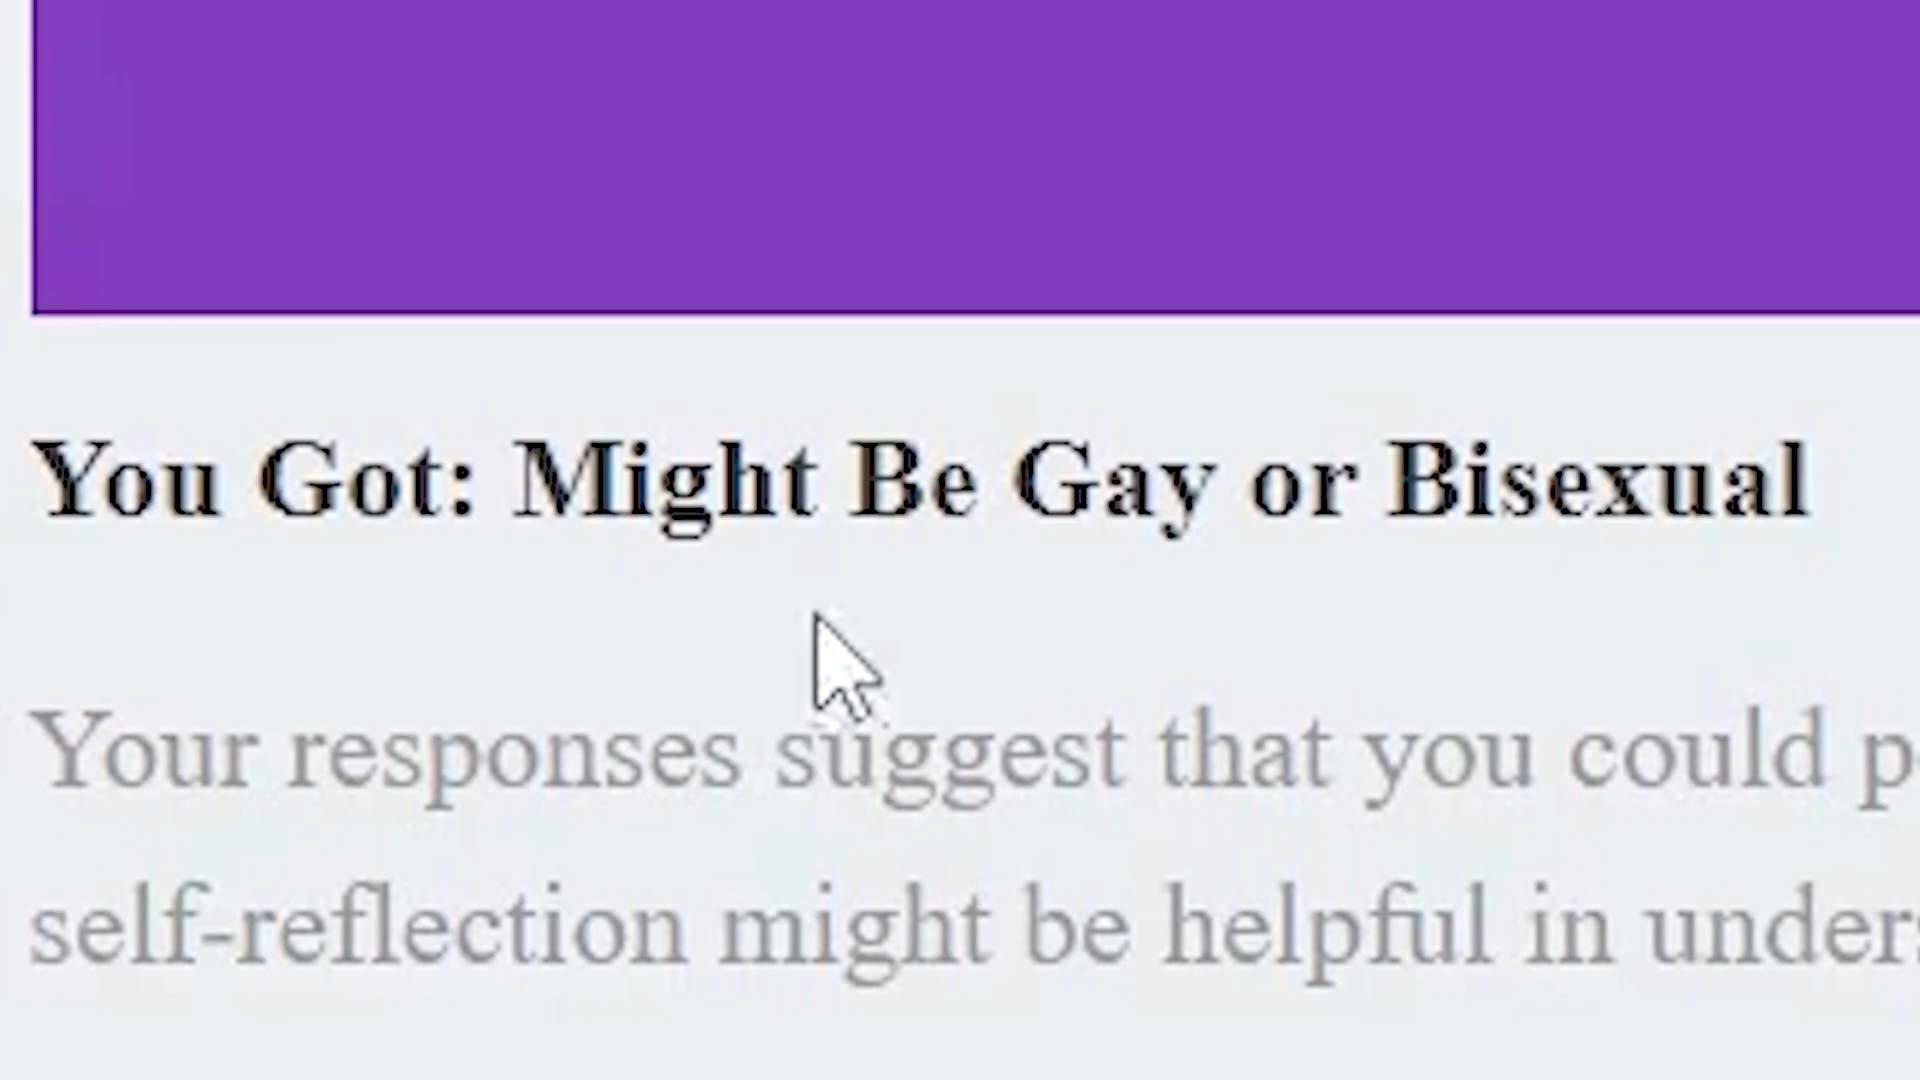 You Got: Might Be Gay or Bisexual
Your responses suggest that you could
self-reflection might be helpful in